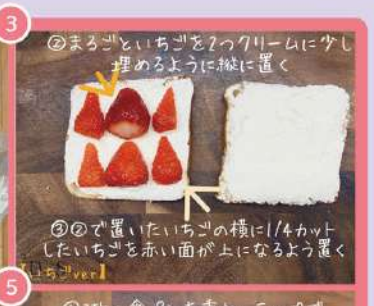 3
②まるごといちごを2つクリームに少し
埋めるように縦に置く
③②で置いたいちごの横に1/4カット
したいちごを赤い面が上になるよう置く
いちごver】
5